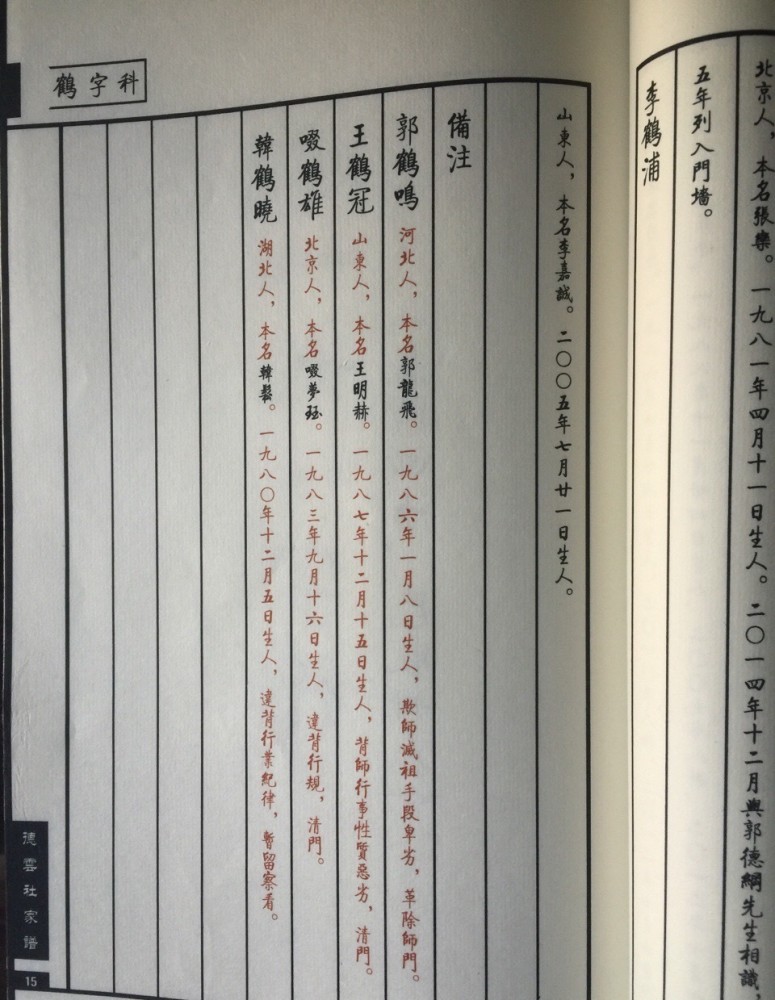 北京人，本名張樂。一九八一年四月十一日生人。二〇一四年十二月與郭德綱先生相識，
五年列入門墻。
李鶴浦
山東人，本名李嘉誠。二〇〇五年七月廿一日生人。
備注
郭鶴鳴 河北人，本名郭龍飛。一九八六年一月八日生人，欺師滅祖手段卑劣，革除師門。
王鶴冠 山東人，本名王明赫。一九八七年十二月十五日生人，背師行事性質惡劣，清門。
啜鶴雄 北京人，本名啜夢珏。一九八三年九月十六日生人，違背行規，清門。
韓鶴曉 湖北人，本名韓鬆。一九八〇年十二月五日生人，違背行業紀律，暫留察看。
鶴字科
德雲社家譜
15